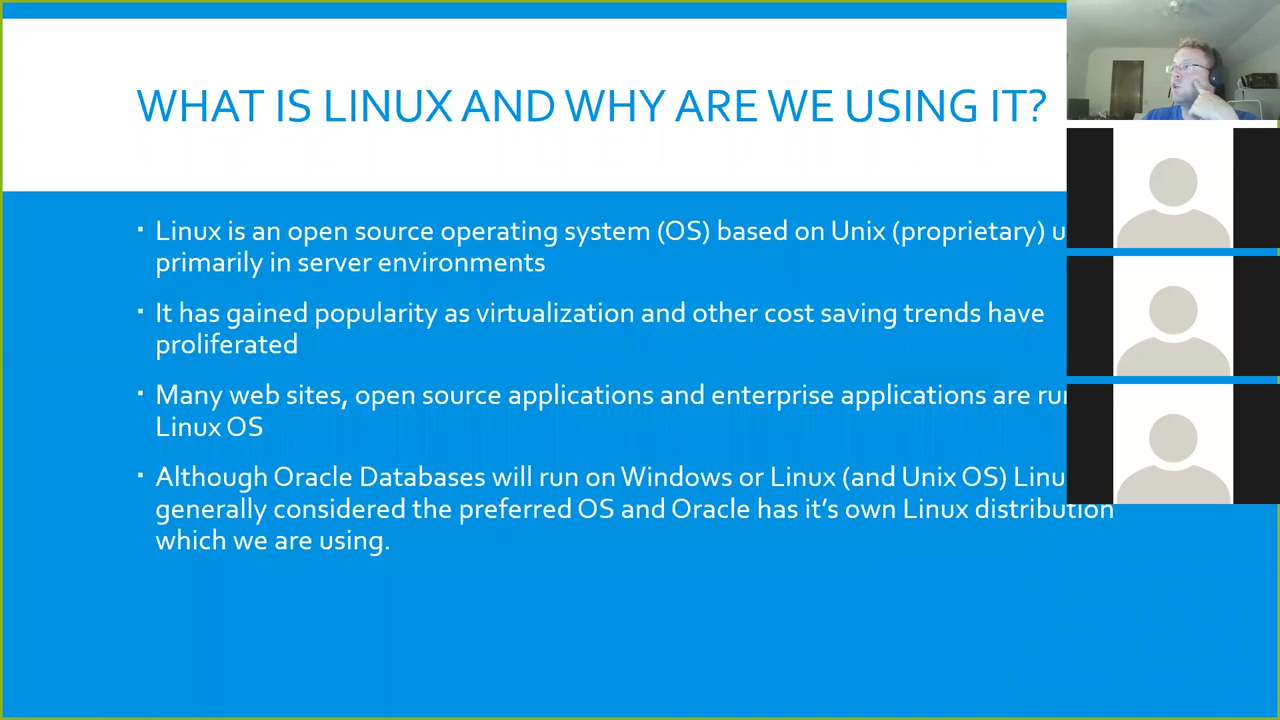 WHAT IS LINUX AND WHY ARE WE USING IT?
▪ Linux is an open source operating system (OS) based on Unix (proprietary)
primarily in server environments
▪ It has gained popularity as virtualization and other cost saving trends have
proliferated
▪ Many web sites, open source applications and enterprise applications are
Linux OS
▪ Although Oracle Databases will run on Windows or Linux (and Unix OS)
generally considered the preferred OS and Oracle has it's own Linux distribution
which we are using.